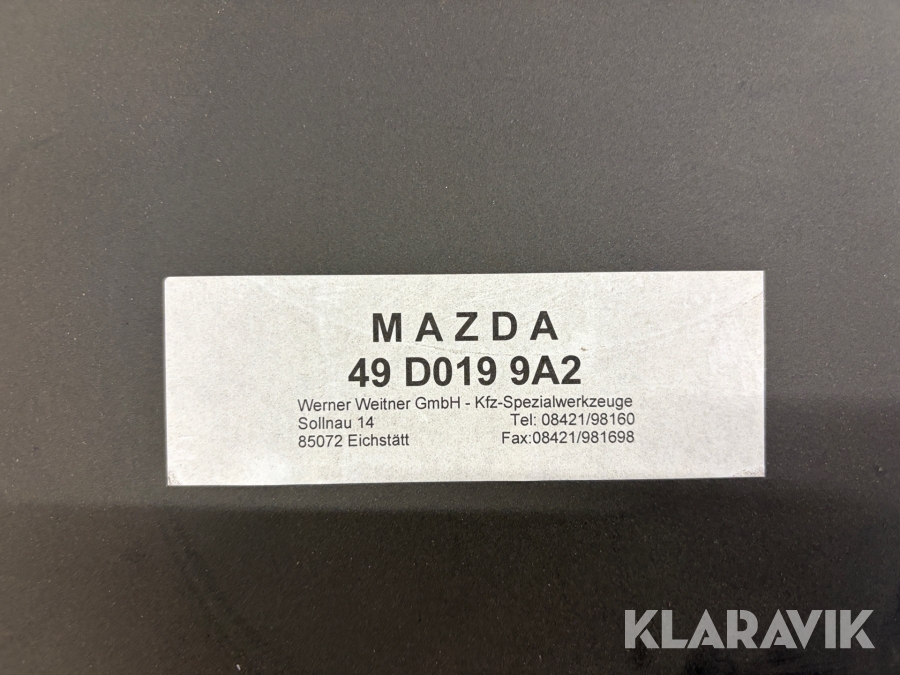 MAZDA
49 D019 9A2
Werner Weitner GmbH - Kfz-Spezialwerkzeuge
Sollnau 14 Tel: 08421/98160
85072 Eichstätt Fax:08421/981698
KLARAVIK